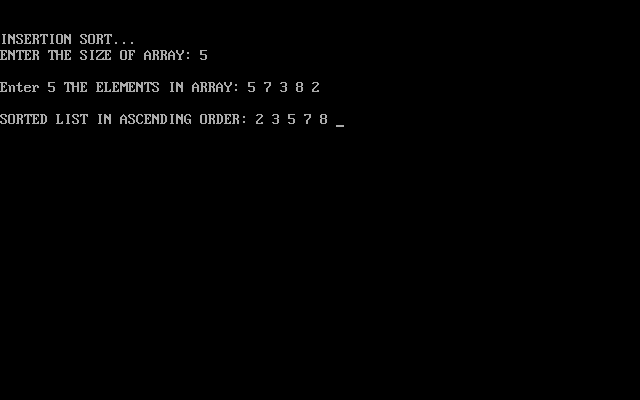 INSERTION SORT...
ENTER THE SIZE OF ARRAY: 5
Enter 5 THE ELEMENTS IN ARRAY: 5 7 3 8 2
SORTED LIST IN ASCENDING ORDER: 2 3 5 7 8 _